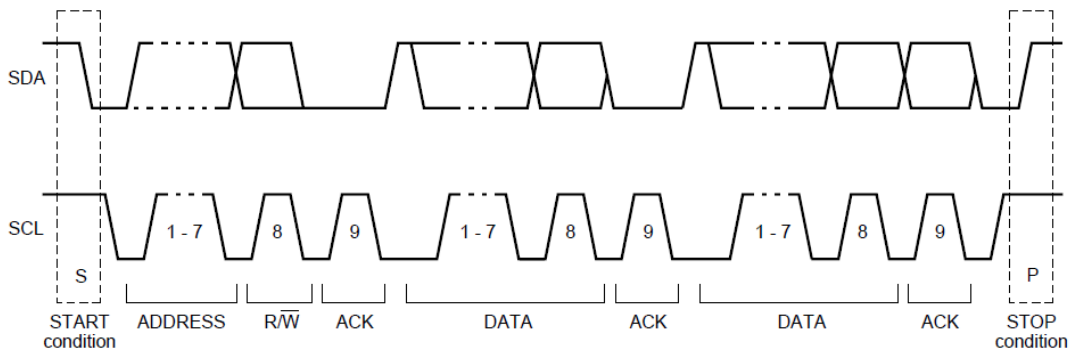 SDA
SCL
1 - 7
8
9
1 - 7
8
9
1 - 7
8
9
S
P
START
condition
ADDRESS
R/W̅
ACK
DATA
ACK
DATA
ACK
STOP
condition